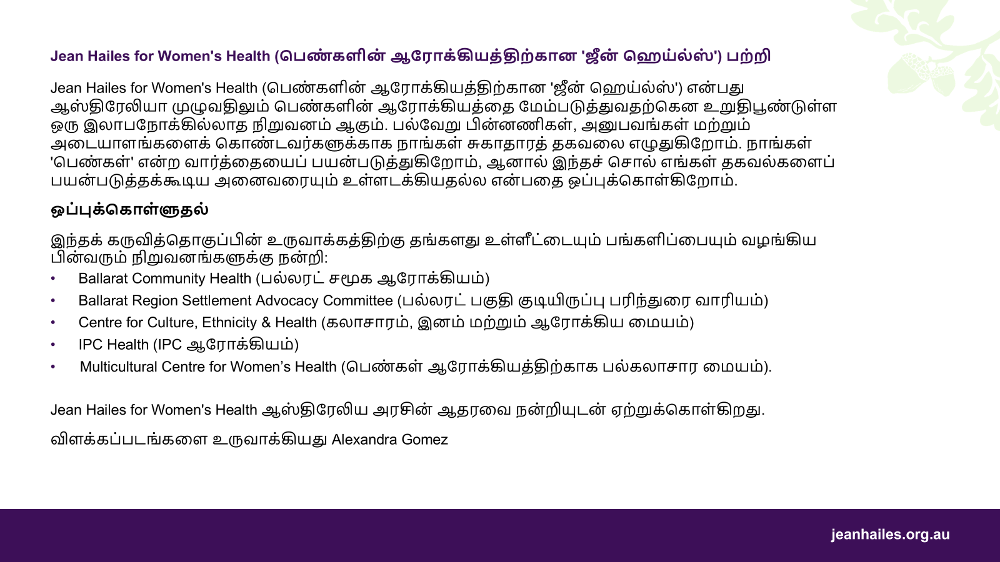 Jean Hailes for Women's Health (பெண்களின் ஆரோக்கியத்திற்கான 'ஜீன் ஹெய்ல்ஸ்') பற்றி
Jean Hailes for Women's Health (பெண்களின் ஆரோக்கியத்திற்கான 'ஜீன் ஹெய்ல்ஸ்') என்பது
ஆஸ்திரேலியா முழுவதிலும் பெண்களின் ஆரோக்கியத்தை மேம்படுத்துவதற்கென உறுதிபூண்டுள்ள
ஒரு இலாபநோக்கில்லாத நிறுவனம் ஆகும். பல்வேறு பின்னணிகள், அனுபவங்கள் மற்றும்
அடையாளங்களைக் கொண்டவர்களுக்காக நாங்கள் சுகாதாரத் தகவலை எழுதுகிறோம். நாங்கள்
'பெண்கள்' என்ற வார்த்தையைப் பயன்படுத்துகிறோம், ஆனால் இந்தச் சொல் எங்கள் தகவல்களைப்
பயன்படுத்தக்கூடிய அனைவரையும் உள்ளடக்கியதல்ல என்பதை ஒப்புக்கொள்கிறோம்.
ஒப்புக்கொள்ளுதல்
இந்தக் கருவித்தொகுப்பின் உருவாக்கத்திற்கு தங்களது உள்ளீட்டையும் பங்களிப்பையும் வழங்கிய
பின்வரும் நிறுவனங்களுக்கு நன்றி:
• Ballarat Community Health (பல்லரட் சமூக ஆரோக்கியம்)
• Ballarat Region Settlement Advocacy Committee (பல்லரட் பகுதி குடியிருப்பு பரிந்துரை வாரியம்)
• Centre for Culture, Ethnicity & Health (கலாசாரம், இனம் மற்றும் ஆரோக்கிய மையம்)
• IPC Health (IPC ஆரோக்கியம்)
• Multicultural Centre for Women’s Health (பெண்கள் ஆரோக்கியத்திற்காக பல்கலாசார மையம்).
Jean Hailes for Women's Health ஆஸ்திரேலிய அரசின் ஆதரவை நன்றியுடன் ஏற்றுக்கொள்கிறது.
விளக்கப்படங்களை உருவாக்கியது Alexandra Gomez
jeanhailes.org.au